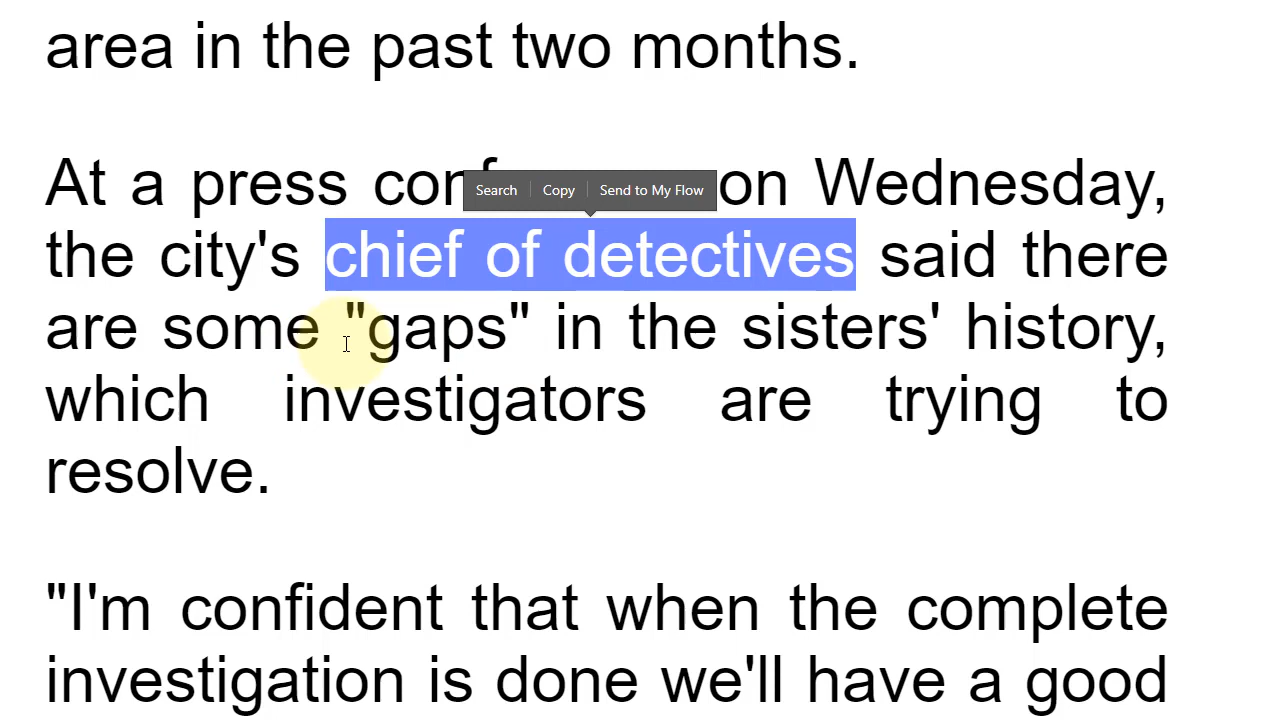 area in the past two months.
Search Copy Send to My Flow
At a press on Wednesday,
the city's chief of detectives said there
are some "gaps" in the sisters' history,
which investigators are trying to
resolve.
"I'm confident that when the complete
investigation is done we'll have a good